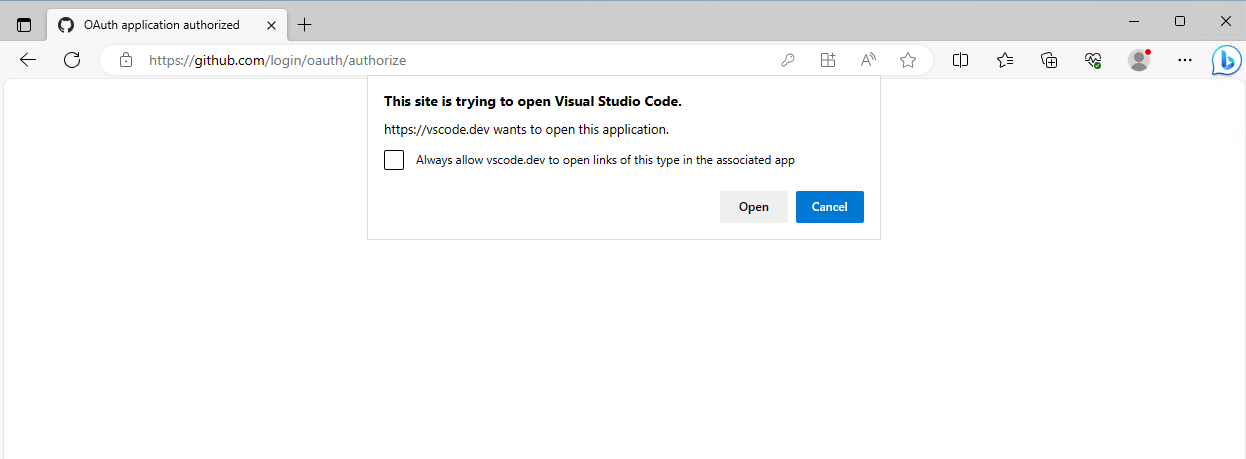 OAuth application authorized
https://github.com/login/oauth/authorize
This site is trying to open Visual Studio Code.
https://vscode.dev wants to open this application.
Always allow vscode.dev to open links of this type in the associated app
Open Cancel